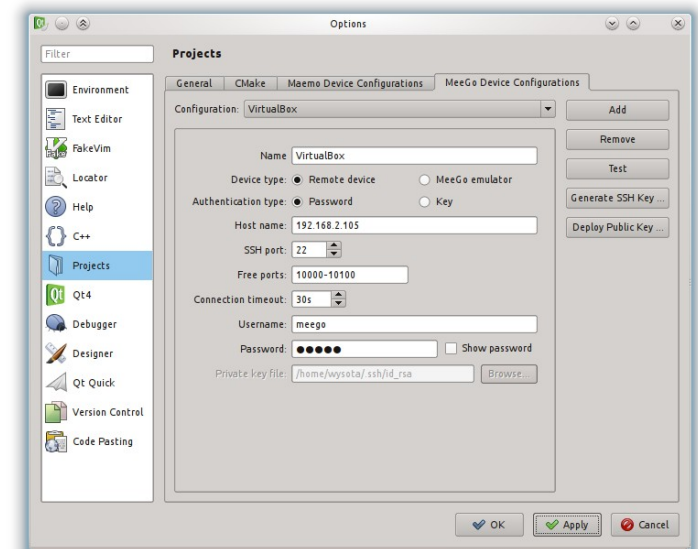 Options
Filter
Projects
Environment
Text Editor
FakeVim
Locator
Help
C++
Projects
Qt4
Debugger
Designer
Qt Quick
Version Control
Code Pasting
General CMake Maemo Device Configurations MeeGo Device Configurations
Configuration: VirtualBox
Name VirtualBox
Device type: Remote device MeeGo emulator
Authentication type: Password Key
Host name: 192.168.2.105
SSH port: 22
Free ports: 10000-10100
Connection timeout: 30s
Username: meego
Password: ●●●●● Show password
Private key file: /home/wysota/.ssh/id_rsa Browse...
Add
Remove
Test
Generate SSH Key ...
Deploy Public Key ...
OK Apply Cancel